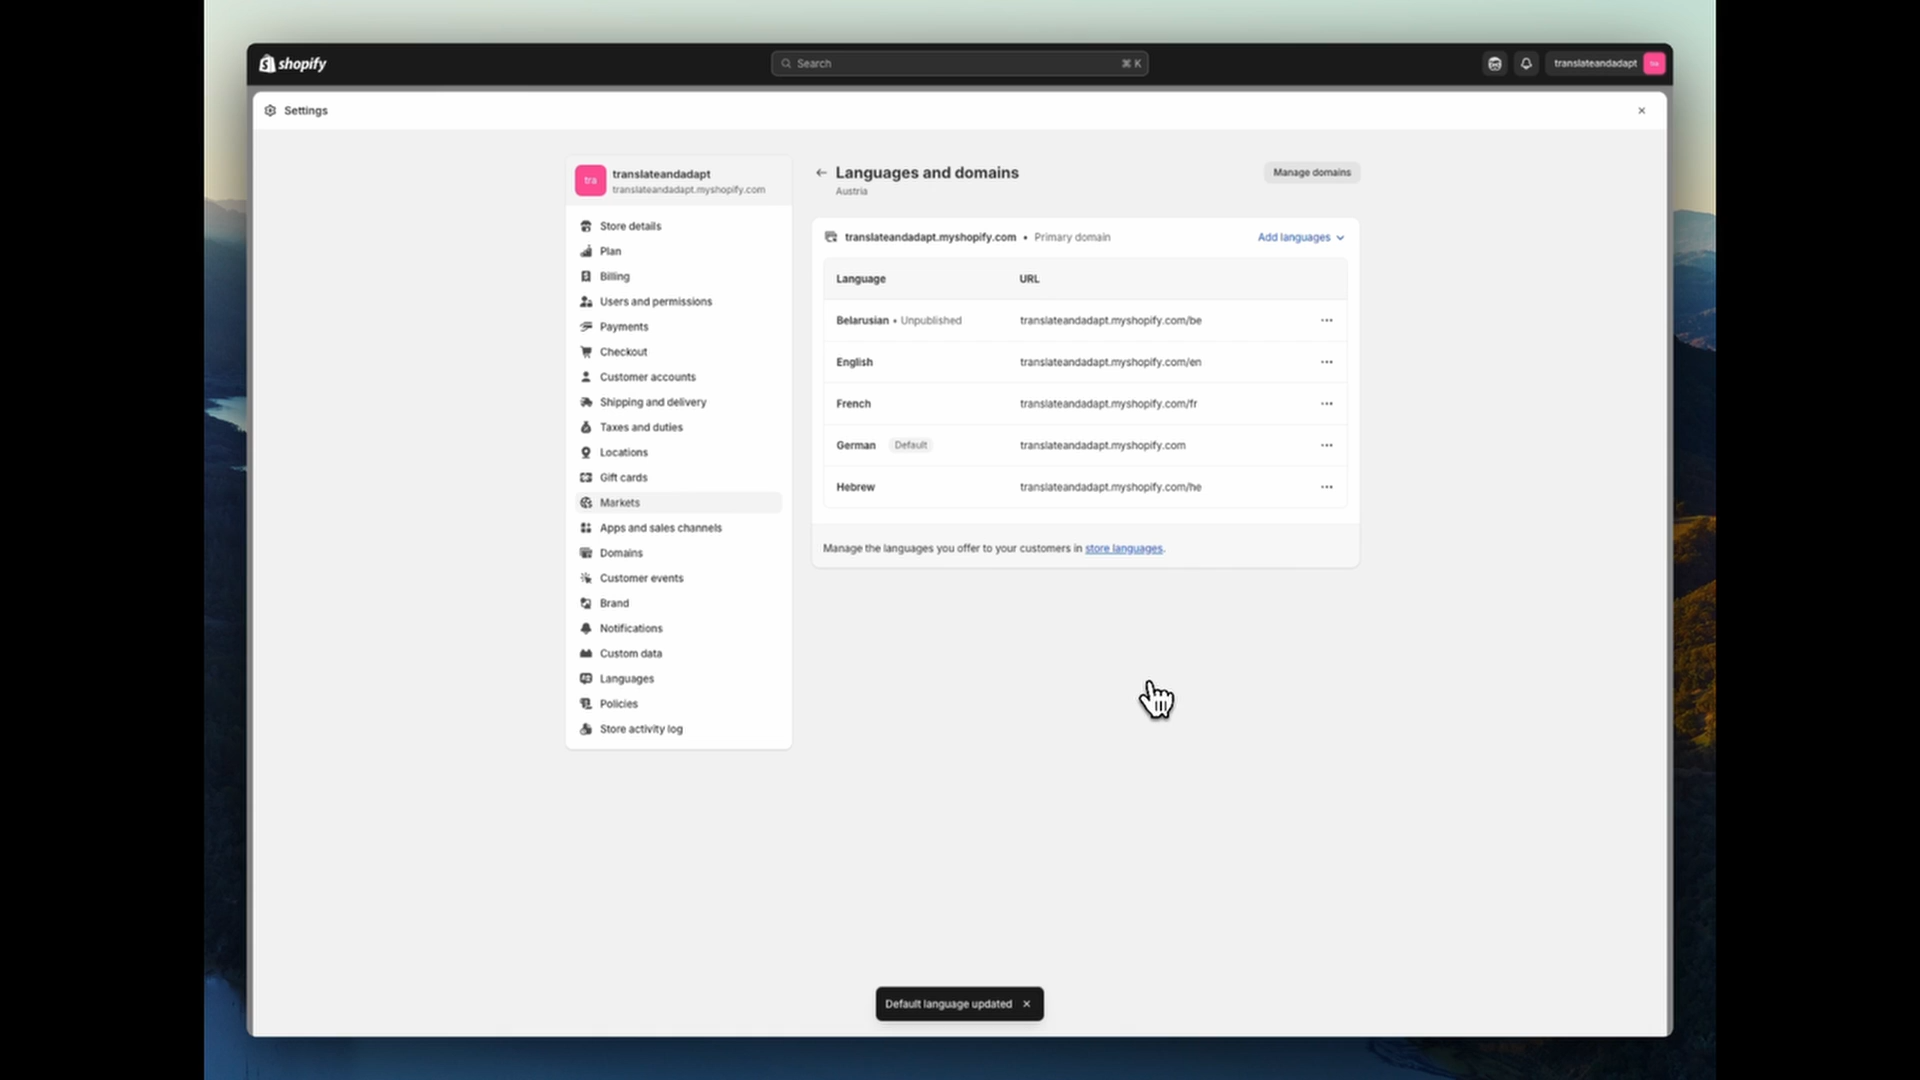 shopify
Search
⌘ K
translateandadapt
Settings
tra
translateandadapt
translateandadapt.myshopify.com
Store details
Plan
Billing
Users and permissions
Payments
Checkout
Customer accounts
Shipping and delivery
Taxes and duties
Locations
Gift cards
Markets
Apps and sales channels
Domains
Customer events
Brand
Notifications
Custom data
Languages
Policies
Store activity log
Languages and domains
Austria
Manage domains
translateandadapt.myshopify.com • Primary domain
Add languages
Language URL
Belarusian • Unpublished translateandadapt.myshopify.com/be
English translateandadapt.myshopify.com/en
French translateandadapt.myshopify.com/fr
German Default translateandadapt.myshopify.com
Hebrew translateandadapt.myshopify.com/he
Manage the languages you offer to your customers in store languages.
Default language updated